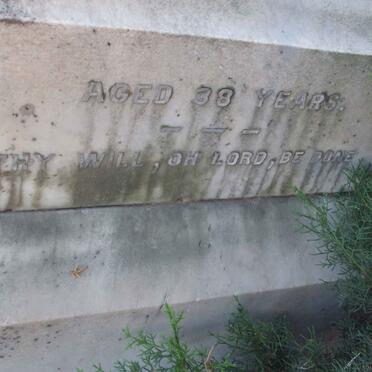 AGED 38 YEARS.
THY WILL, OH LORD, BE DONE